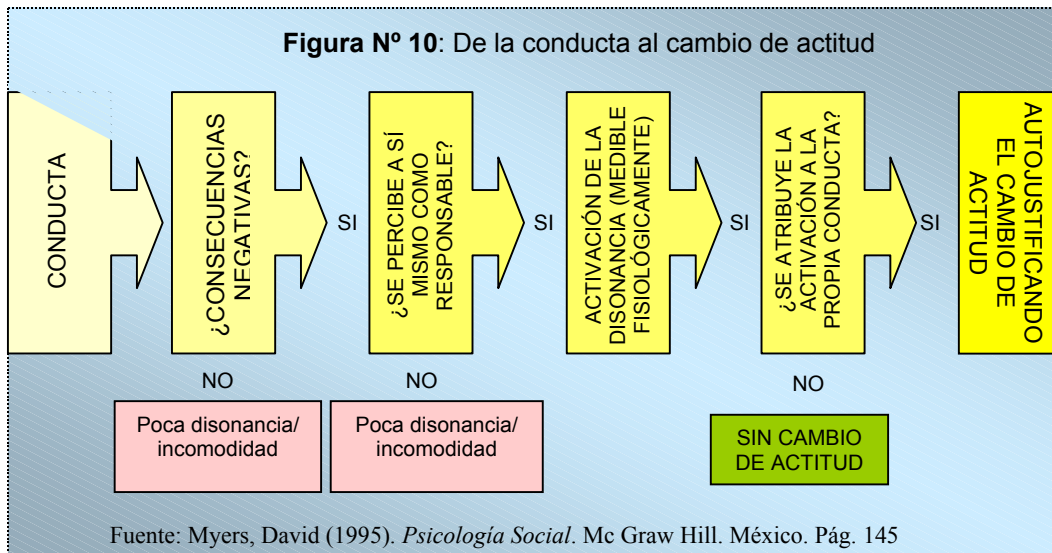 Figura Nº 10: De la conducta al cambio de actitud
CONDUCTA
¿CONSECUENCIAS
NEGATIVAS?
SI
¿SE PERCIBE A SÍ
MISMO COMO
RESPONSABLE?
SI
ACTIVACIÓN DE LA
DISONANCIA (MEDIBLE
FISIOLÓGICAMENTE)
SI
¿SE ATRIBUYE LA
ACTIVACIÓN A LA
PROPIA CONDUCTA?
SI
AUTOJUSTIFICANDO
EL CAMBIO DE
ACTITUD
NO
NO
NO
Poca disonancia/
incomodidad
Poca disonancia/
incomodidad
SIN CAMBIO
DE ACTITUD
Fuente: Myers, David (1995). Psicología Social. Mc Graw Hill. México. Pág. 145